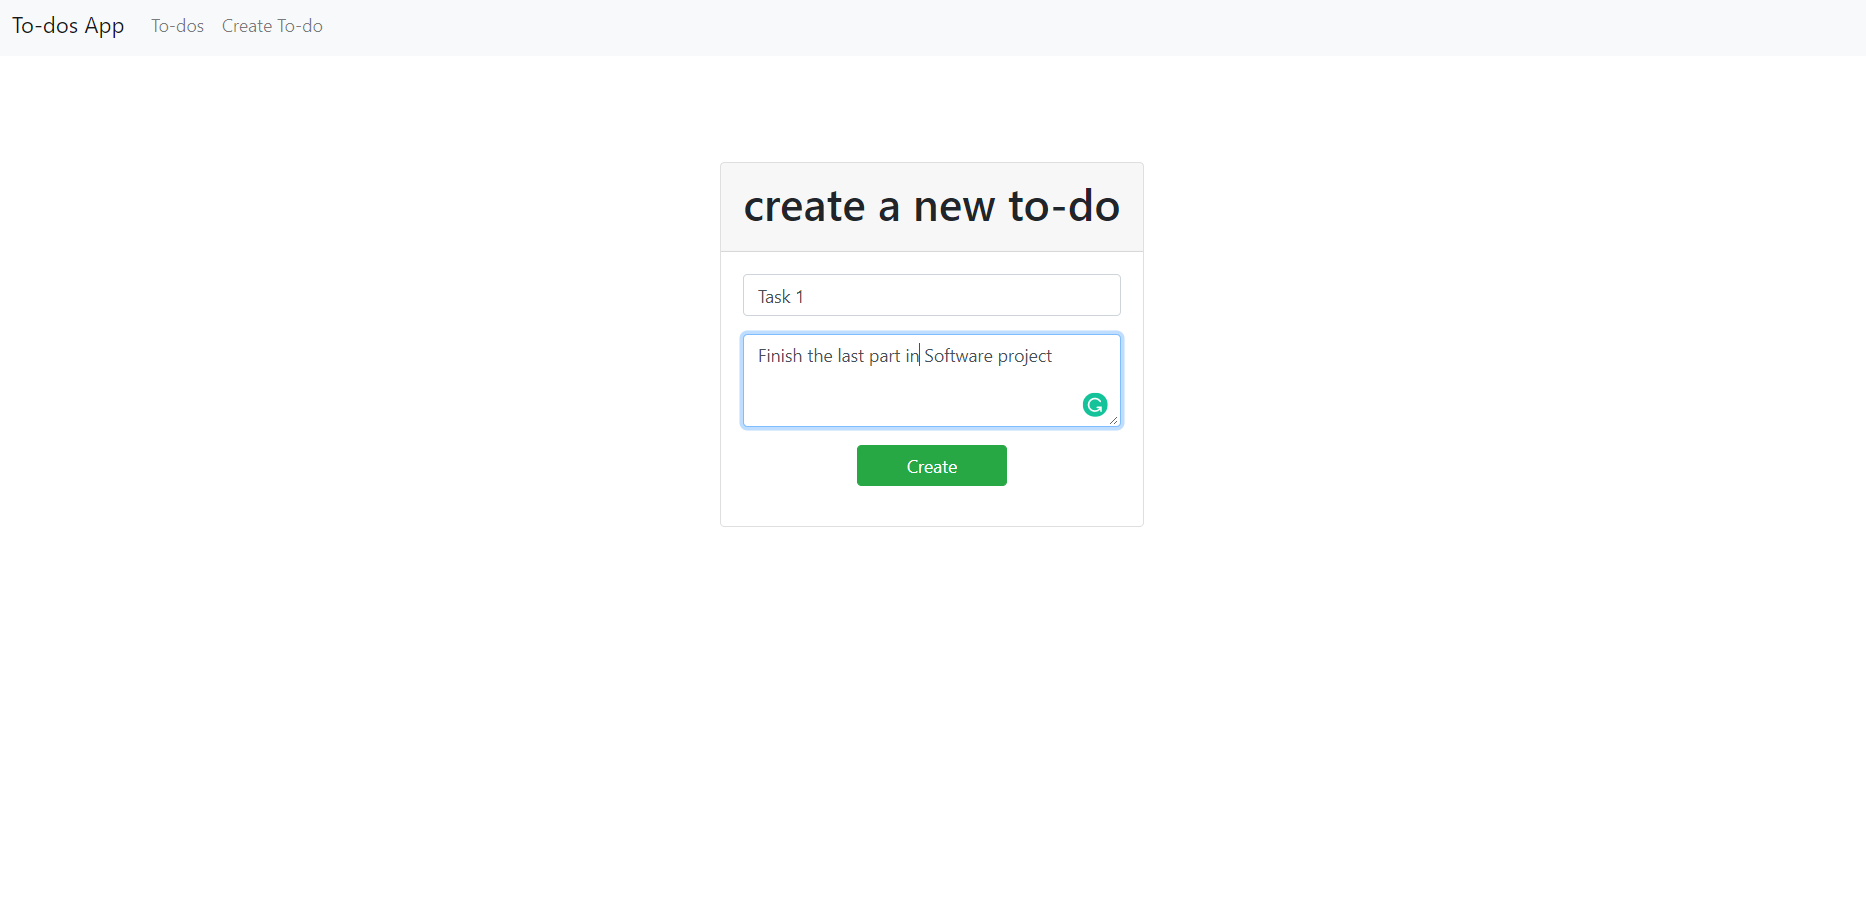 To-dos App To-dos Create To-do
create a new to-do
Task 1
Finish the last part in Software project
Create